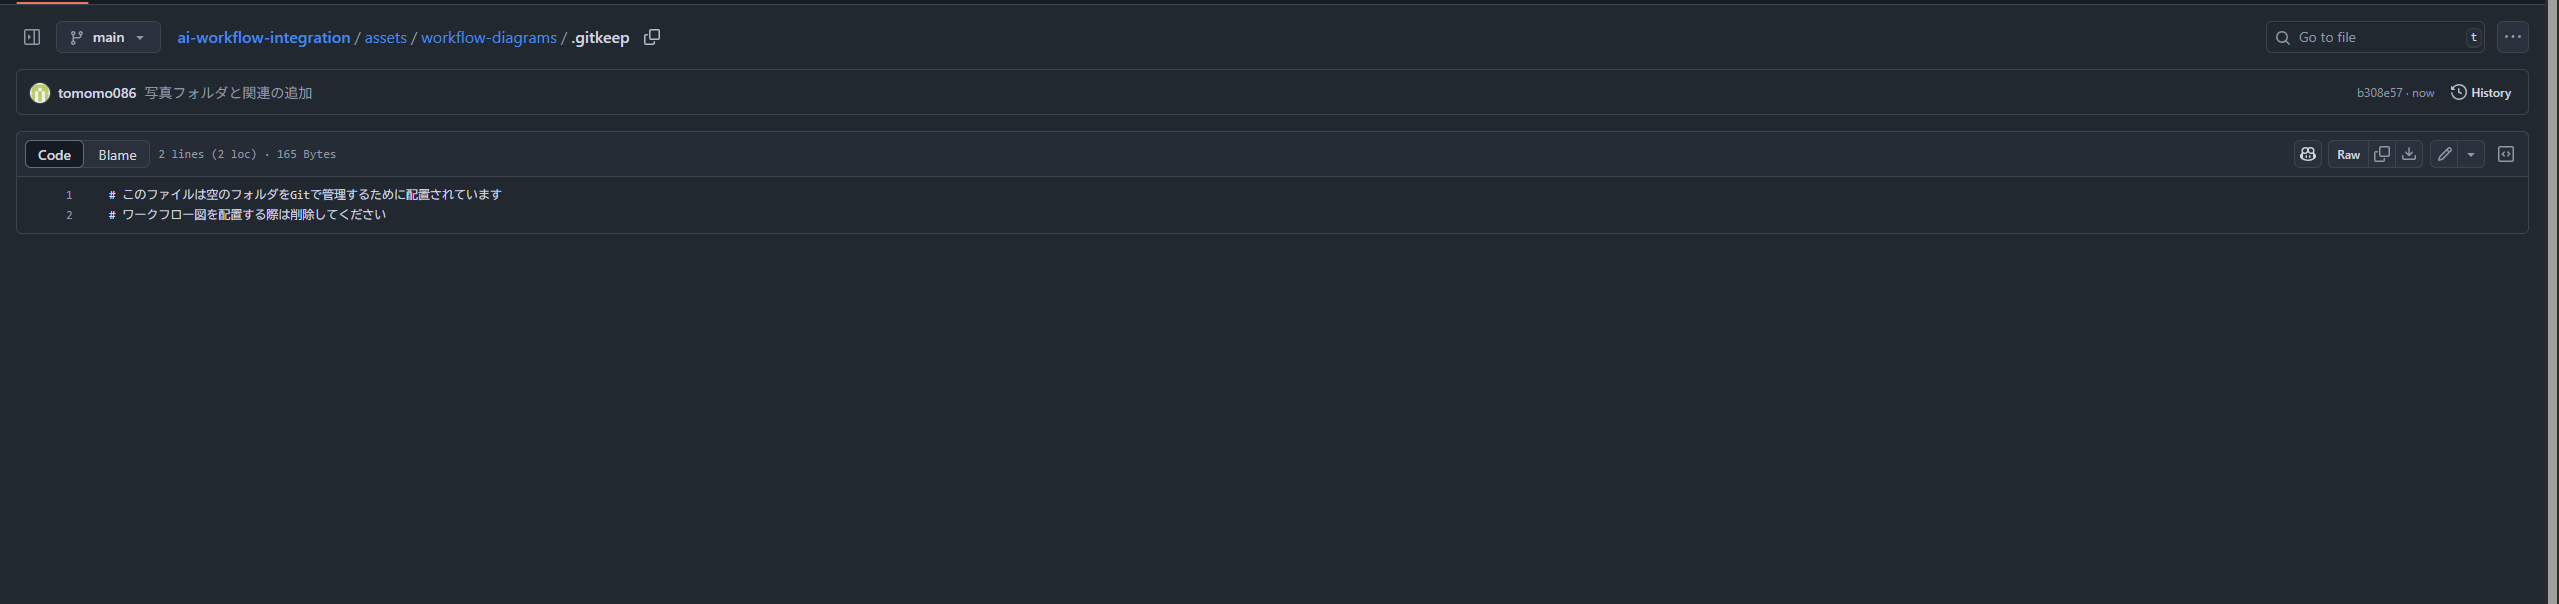 main
ai-workflow-integration / assets / workflow-diagrams / .gitkeep
Go to file
t
tomomo086 写真フォルダと関連の追加
b308e57 · now
History
Code
Blame
2 lines (2 loc) · 165 Bytes
Raw
1 # このファイルは空のフォルダをGitで管理するために配置されています
2 # ワークフロー図を配置する際は削除してください